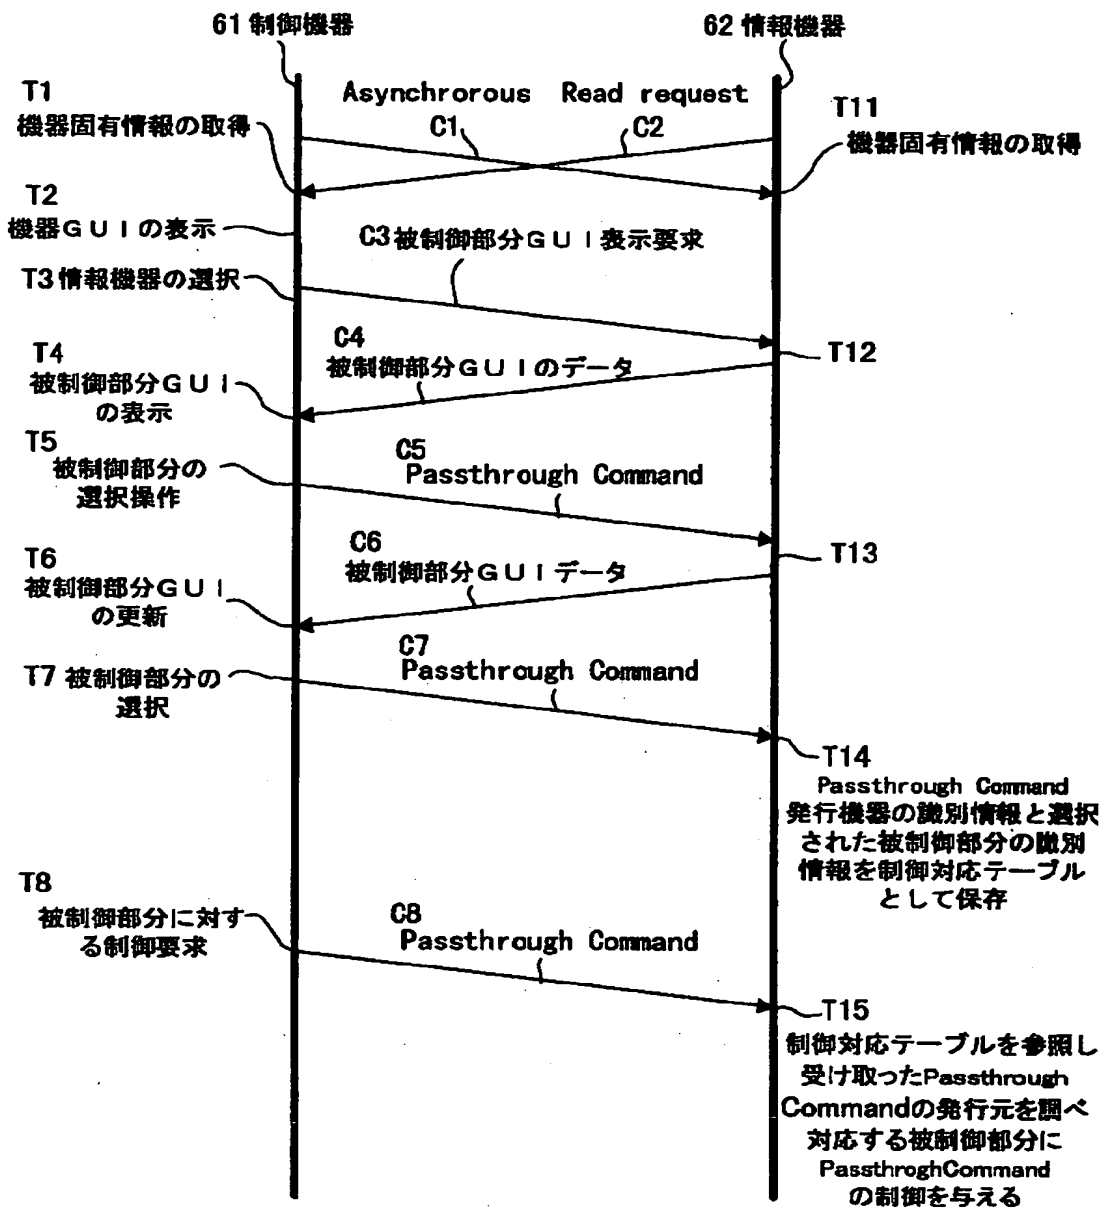 61 制御機器
62 情報機器
T1
機器固有情報の取得
Asynchrorous Read request
C1
C2
T11
機器固有情報の取得
T2
機器GUIの表示
C3 被制御部分GUI表示要求
T3 情報機器の選択
C4
被制御部分GUIのデータ
T12
T4
被制御部分GUI
の表示
T5
被制御部分の
選択操作
C5
Passthrough Command
C6
被制御部分GUIデータ
T13
T6
被制御部分GUI
の更新
C7
Passthrough Command
T7 被制御部分の
選択
T14
Passthrough Command
発行機器の識別情報と選択
された被制御部分の識別
情報を制御対応テーブル
として保存
T8
被制御部分に対す
る制御要求
C8
Passthrough Command
T15
制御対応テーブルを参照し
受け取ったPassthrough
Commandの発行元を調べ
対応する被制御部分に
PassthroghCommand
の制御を与える